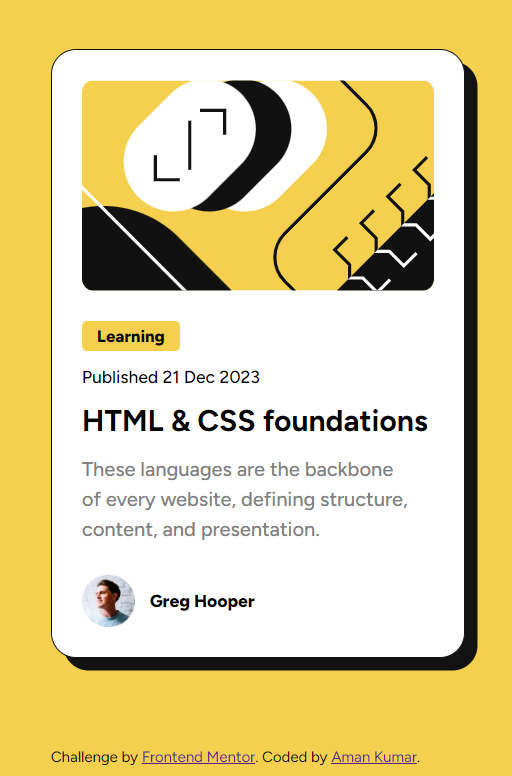 Learning
Published 21 Dec 2023
HTML & CSS foundations
These languages are the backbone
of every website, defining structure,
content, and presentation.
Greg Hooper
Challenge by Frontend Mentor. Coded by Aman Kumar.